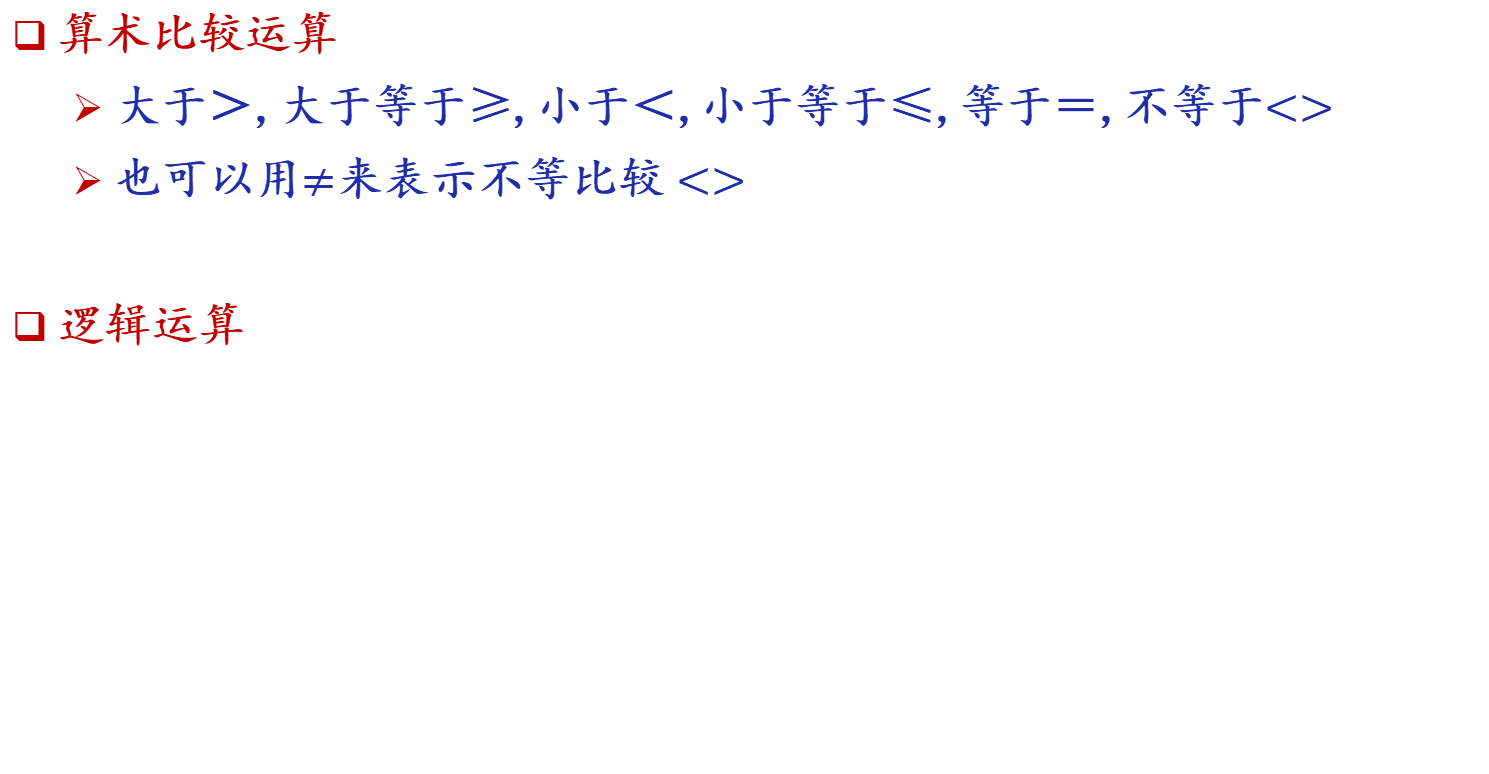 算术比较运算
大于>, 大于等于≥, 小于<, 小于等于≤, 等于=, 不等于<>
也可以用≠来表示不等比较 <>
逻辑运算